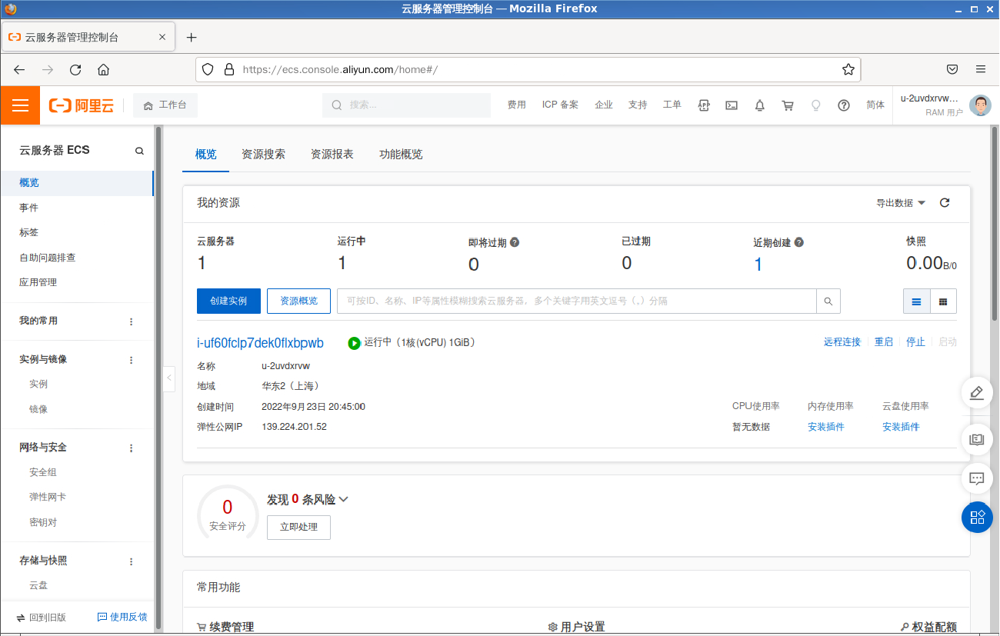 云服务器管理控制台 — Mozilla Firefox
云服务器管理控制台
https://ecs.console.aliyun.com/home#/
阿里云
工作台
搜索...
费用 ICP 备案 企业 支持 工单 简体
u-2uvdxrvw...
RAM 用户
云服务器 ECS
概览
事件
标签
自助问题排查
应用管理
我的常用
实例与镜像
实例
镜像
网络与安全
安全组
弹性网卡
密钥对
存储与快照
云盘
回到旧版 使用反馈
概览 资源搜索 资源报表 功能概览
我的资源 导出数据
云服务器 运行中 即将过期 已过期 近期创建 快照
1 1 0 0 1 0.00B/0
创建实例 资源概览 可按ID、名称、IP等属性模糊搜索云服务器，多个关键字用英文逗号（,）分隔
i-uf60fclp7dek0flxbpwb 运行中（1核(vCPU) 1GiB） 远程连接 重启 停止 启动
名称 u-2uvdxrvw
地域 华东2（上海）
创建时间 2022年9月23日 20:45:00 CPU使用率 内存使用率 云盘使用率
弹性公网IP 139.224.201.52 暂无数据 安装插件 安装插件
0
安全评分
发现 0 条风险
立即处理
常用功能
续费管理 用户设置 权益配额